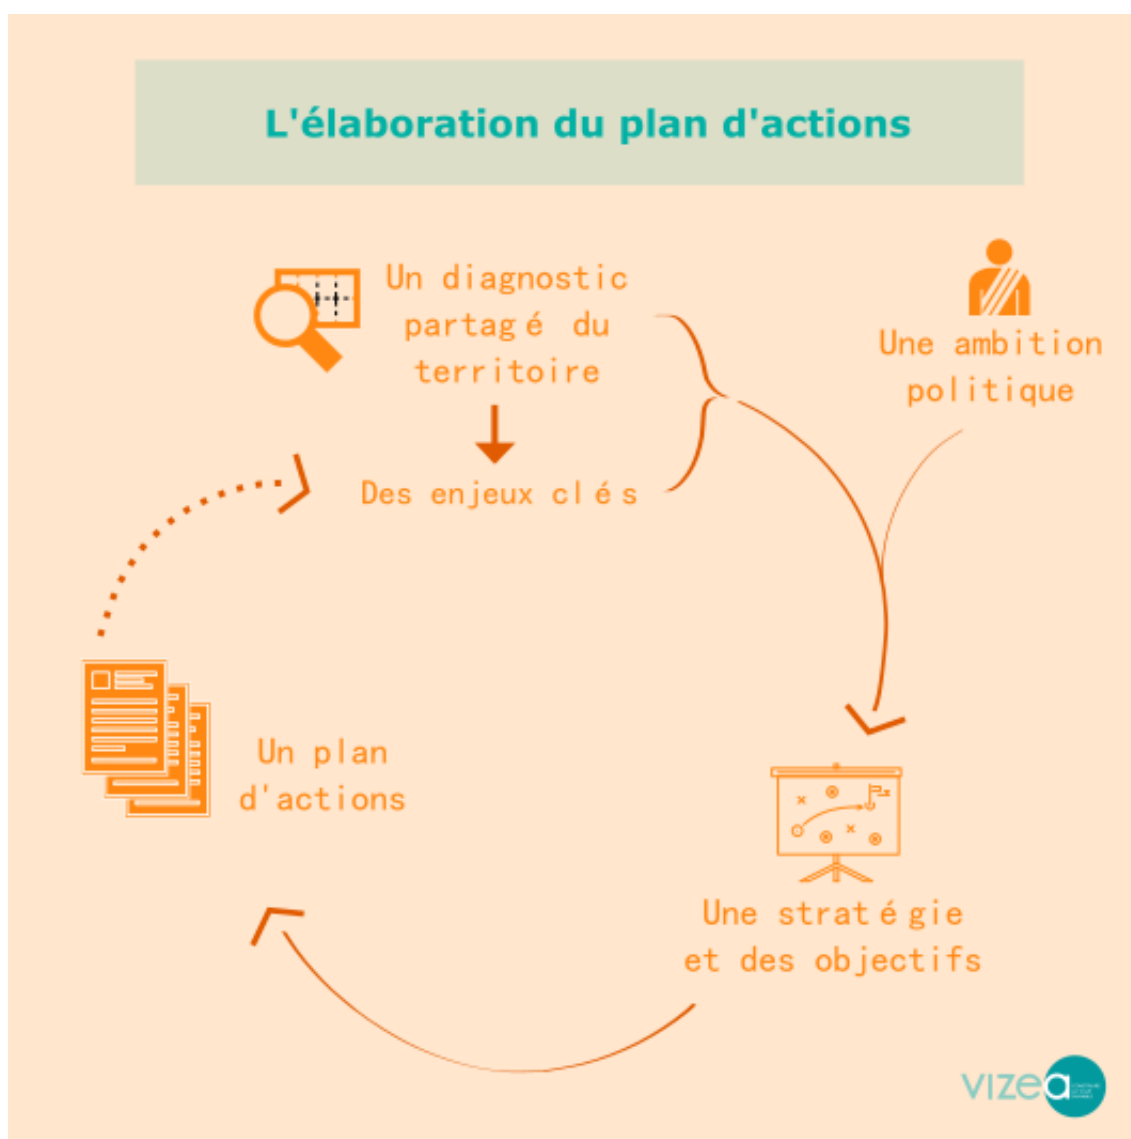 L'élaboration du plan d'actions
Un diagnostic
partagé du
territoire
Une ambition
politique
Des enjeux clés
Un plan
d'actions
Une stratégie
et des objectifs
vizea